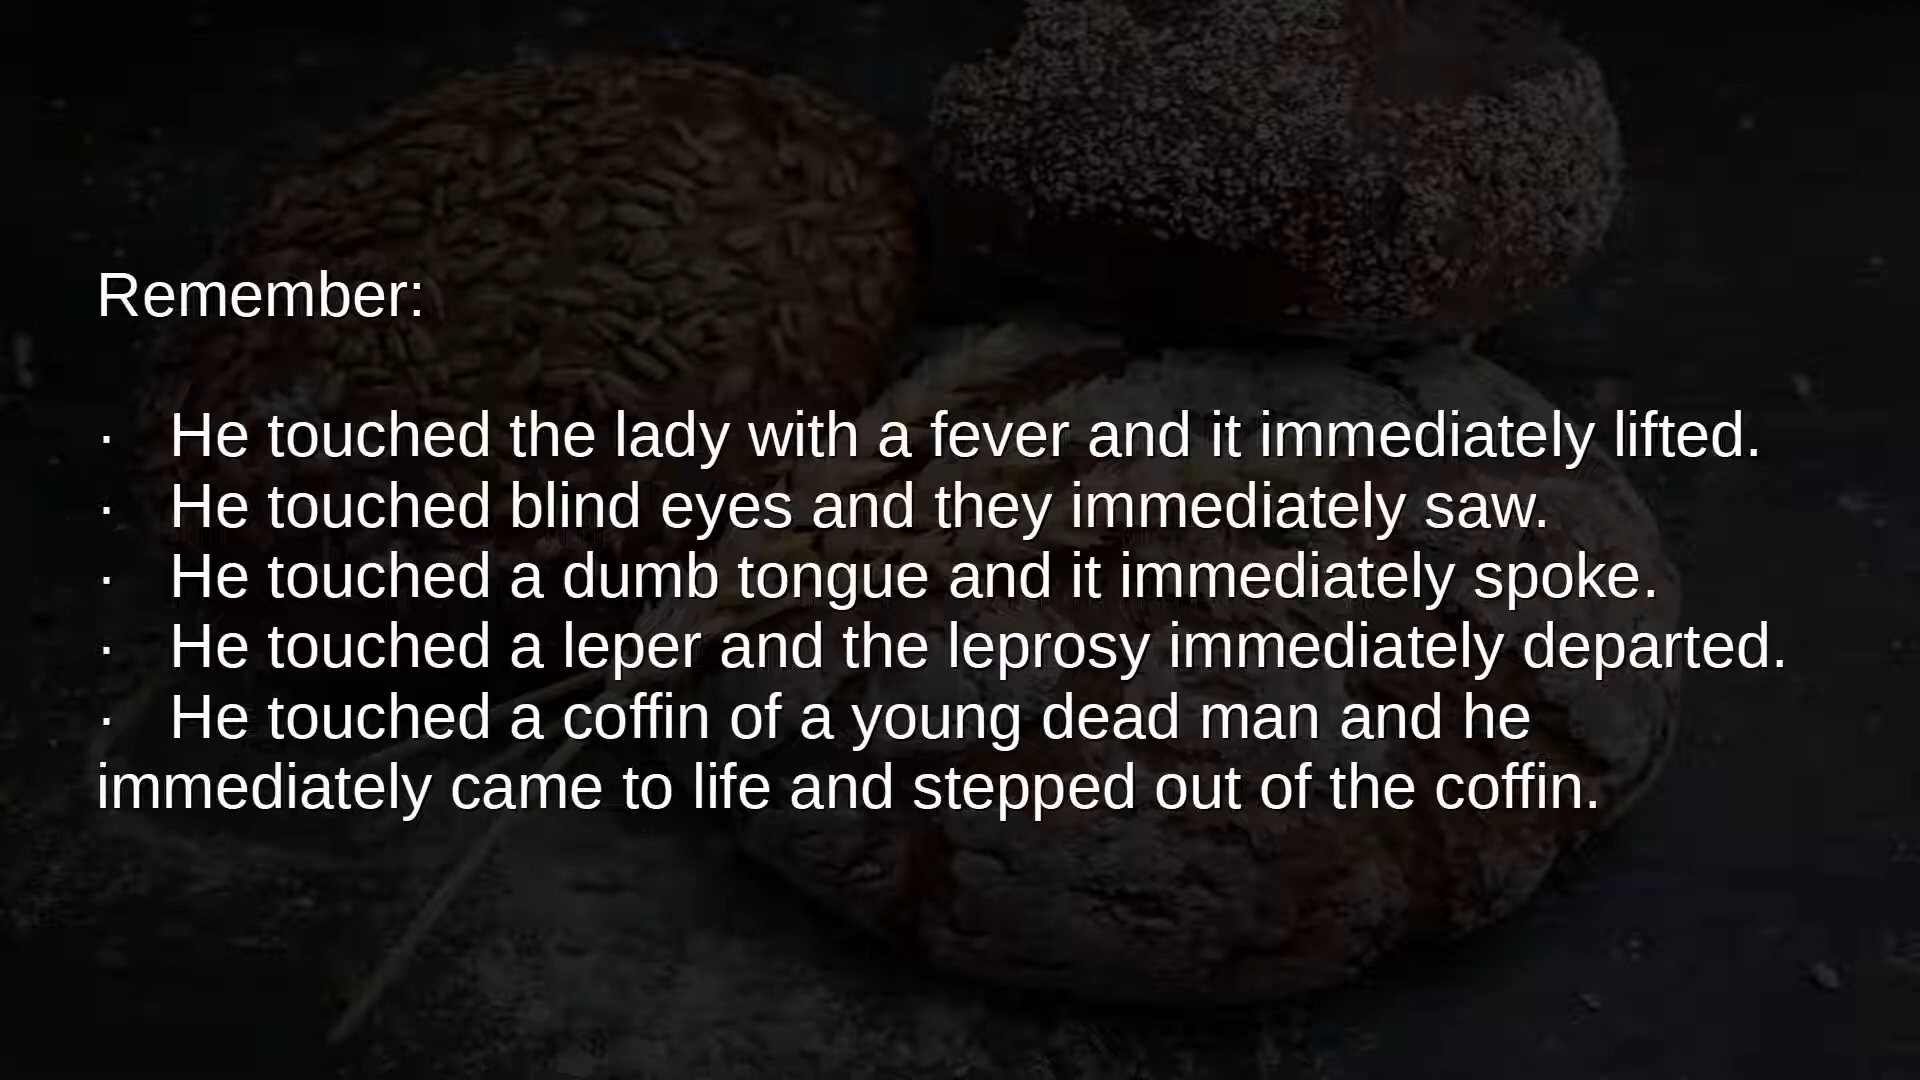 Remember:
· He touched the lady with a fever and it immediately lifted.
· He touched blind eyes and they immediately saw.
· He touched a dumb tongue and it immediately spoke.
· He touched a leper and the leprosy immediately departed.
· He touched a coffin of a young dead man and he
immediately came to life and stepped out of the coffin.